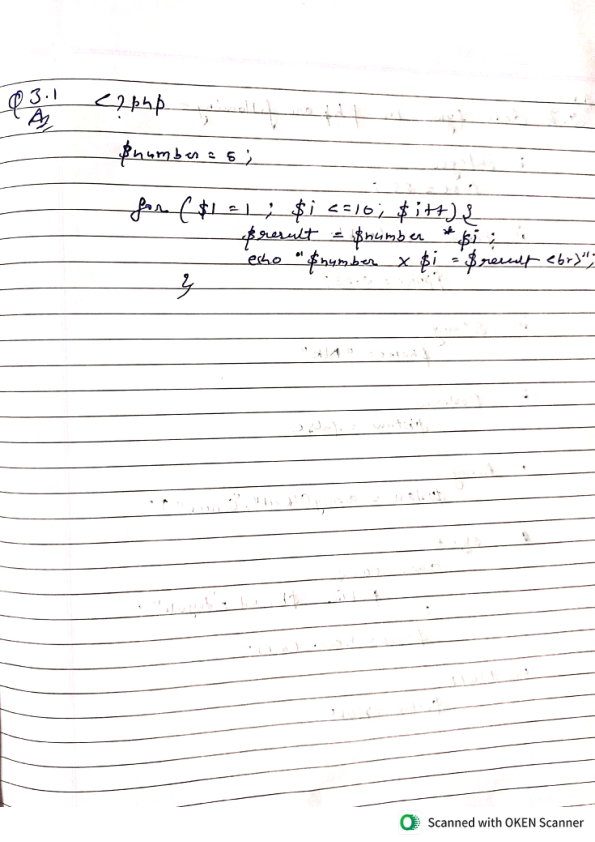 Q 3.1 <?php
A
$number = 5;
for ( $1 = 1 ; $i <= 10; $i++) {
$result = $number * $i ;
echo "$number x $i = $result <br>";
}
Scanned with OKEN Scanner